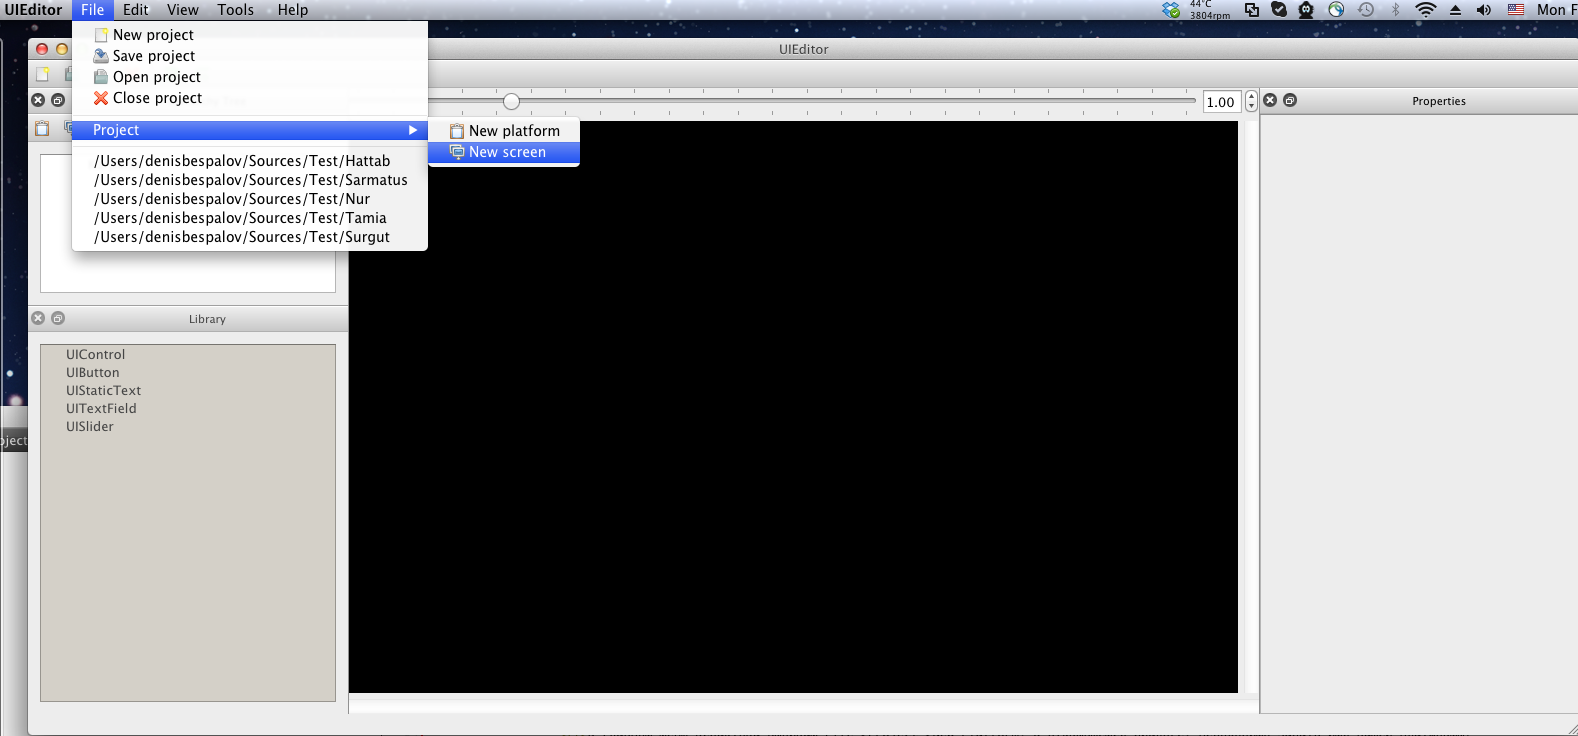 UIEditor File Edit View Tools Help 44°C 3804rpm Mon F
UIEditor
New project
Save project
Open project
Close project
Project
New platform
New screen
/Users/denisbespalov/Sources/Test/Hattab
/Users/denisbespalov/Sources/Test/Sarmatus
/Users/denisbespalov/Sources/Test/Nur
/Users/denisbespalov/Sources/Test/Tamia
/Users/denisbespalov/Sources/Test/Surgut
1.00
Properties
Library
UIControl
UIButton
UIStaticText
UITextField
UISlider
oject